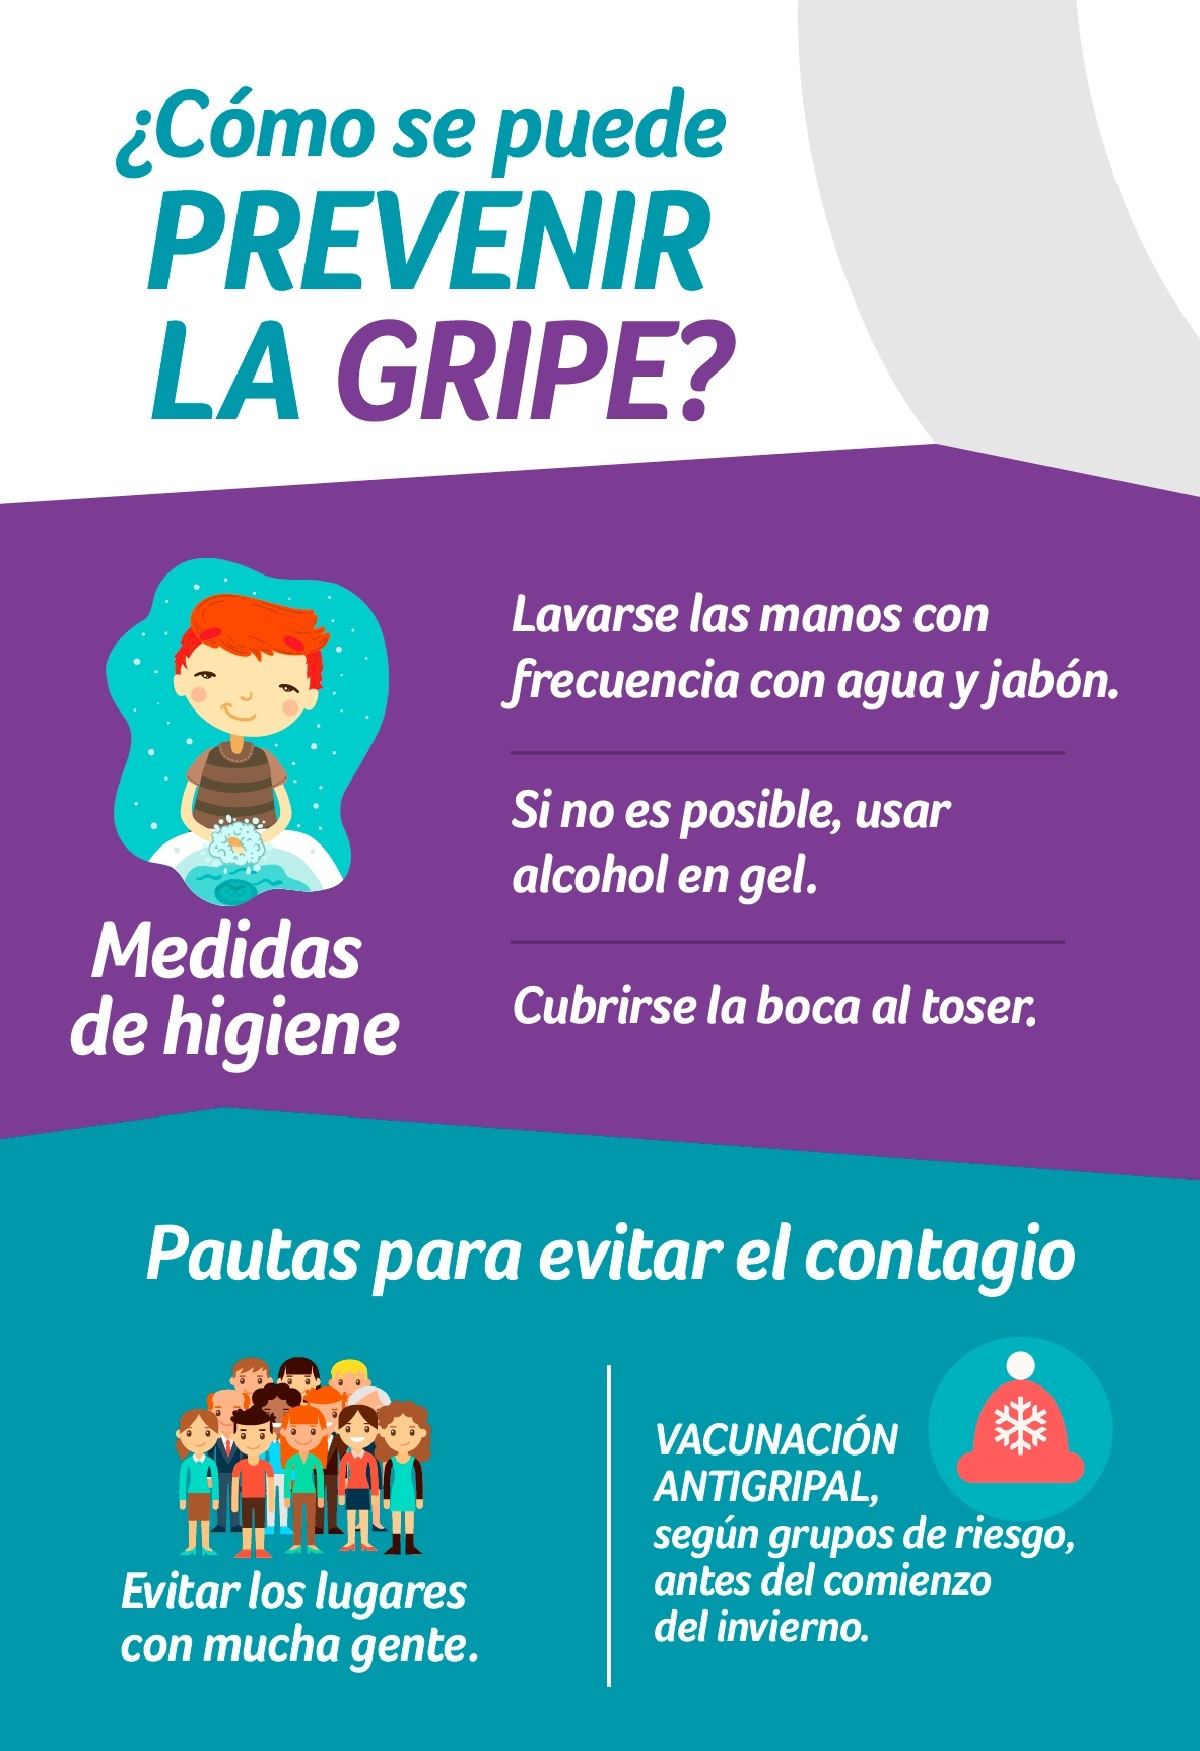 ¿Cómo se puede
PREVENIR
LA GRIPE?
Lavarse las manos con
frecuencia con agua y jabón.
Si no es posible, usar
alcohol en gel.
Cubrirse la boca al toser.
Medidas
de higiene
Pautas para evitar el contagio
Evitar los lugares
con mucha gente.
VACUNACIÓN
ANTIGRIPAL,
según grupos de riesgo,
antes del comienzo
del invierno.